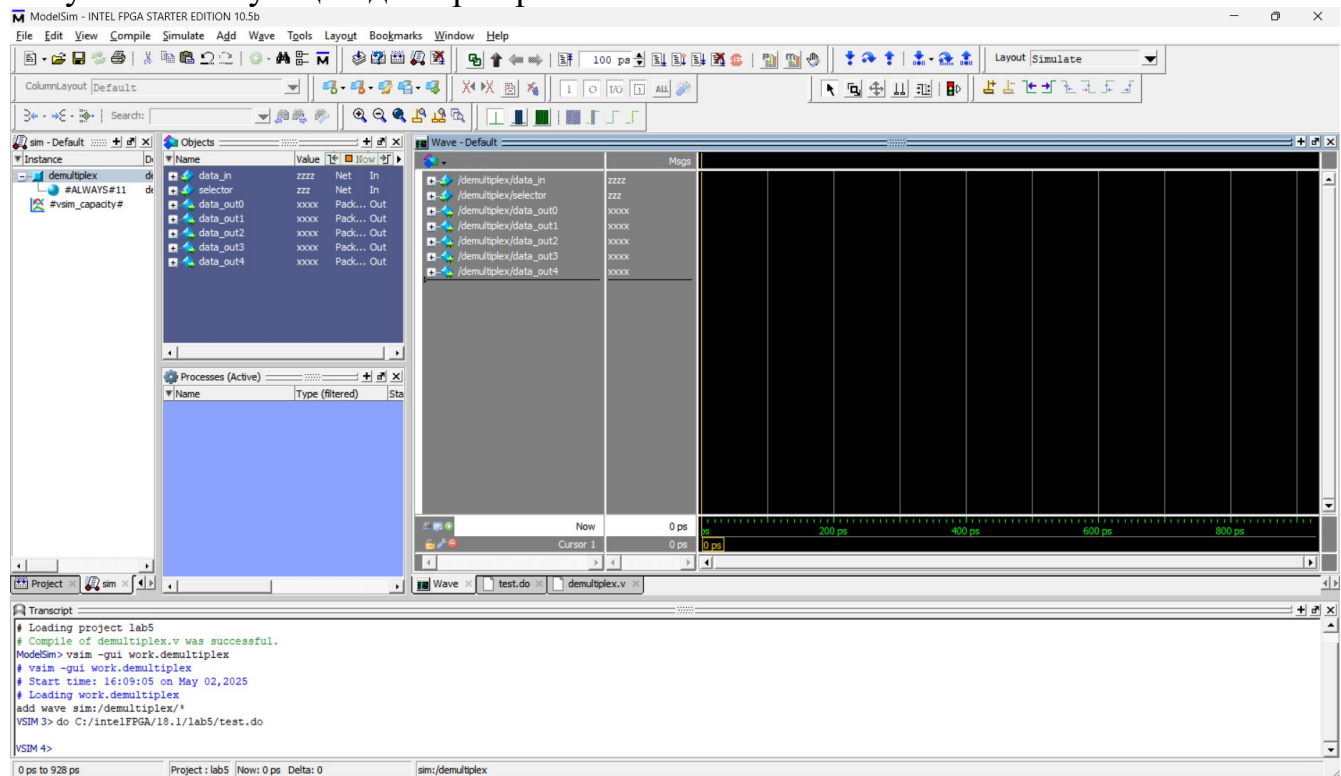 ModelSim - INTEL FPGA STARTER EDITION 10.5b
File Edit View Compile Simulate Add Wave Tools Layout Bookmarks Window Help
100 ps
Layout Simulate
ColumnLayout Default
Search:
sim - Default
Instance
demultiplex
#ALWAYS#11
#vsim_capacity#
Objects
Name Value Now
data_in zzzz Net In
selector zzz Net In
data_out0 xxxx Pack... Out
data_out1 xxxx Pack... Out
data_out2 xxxx Pack... Out
data_out3 xxxx Pack... Out
data_out4 xxxx Pack... Out
Processes (Active)
Name Type (filtered) Sta
Wave - Default
Msgs
/demultiplex/data_in zzzz
/demultiplex/selector zzz
/demultiplex/data_out0 xxxx
/demultiplex/data_out1 xxxx
/demultiplex/data_out2 xxxx
/demultiplex/data_out3 xxxx
/demultiplex/data_out4 xxxx
Now 0 ps
ps 200 ps 400 ps 600 ps 800 ps
Cursor 1 0 ps 0 ps
Project sim
Wave test.do demultiplex.v
Transcript
# Loading project lab5
# Compile of demultiplex.v was successful.
ModelSim> vsim -gui work.demultiplex
# vsim -gui work.demultiplex
# Start time: 16:09:05 on May 02,2025
# Loading work.demultiplex
add wave sim:/demultiplex/*
VSIM 3> do C:/intelFPGA/18.1/lab5/test.do
VSIM 4>
0 ps to 928 ps Project : lab5 Now: 0 ps Delta: 0 sim:/demultiplex